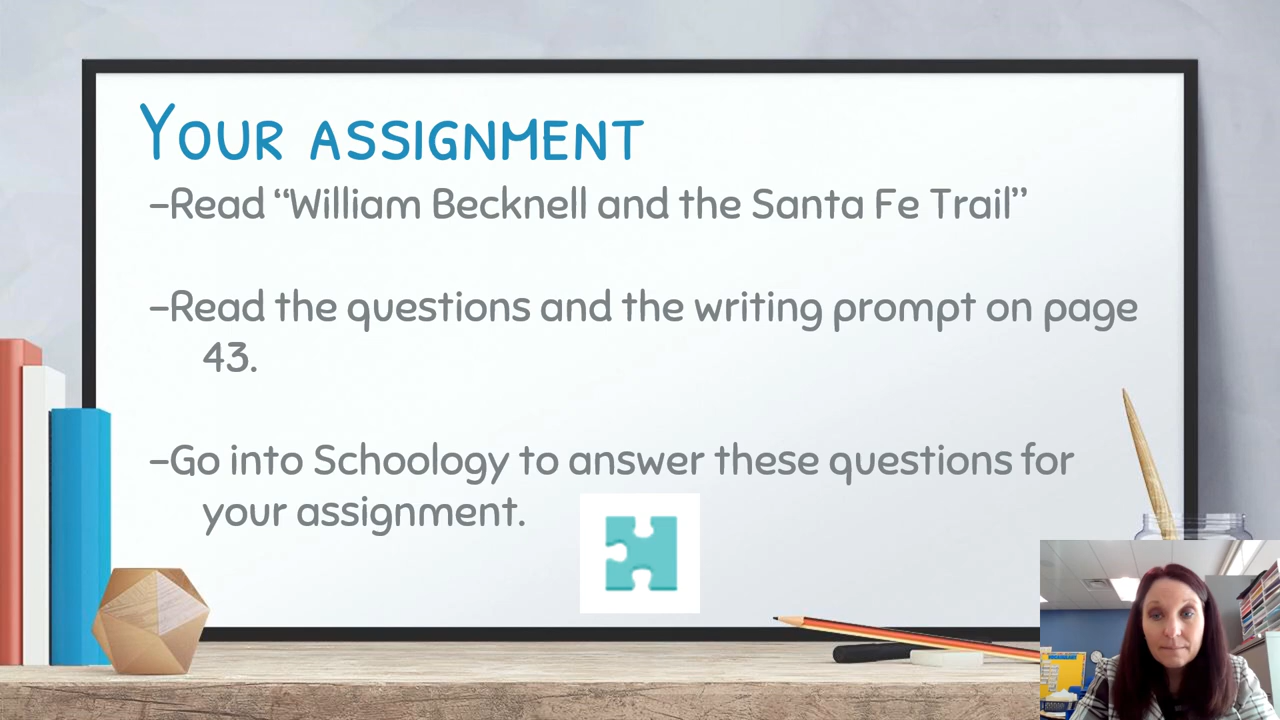 Your assignment
–Read “William Becknell and the Santa Fe Trail”
–Read the questions and the writing prompt on page
43.
–Go into Schoology to answer these questions for
your assignment.